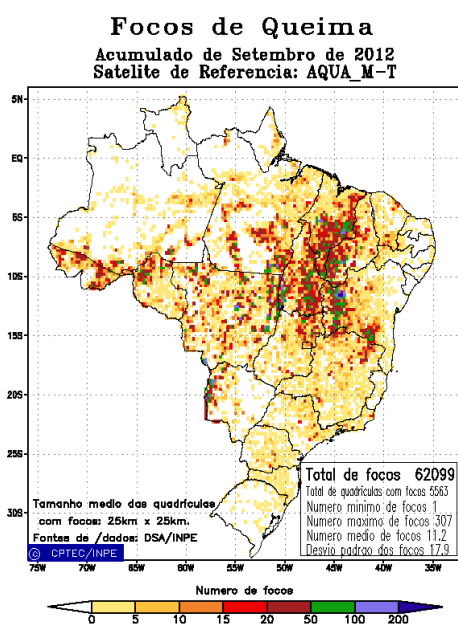 Focos de Queima
Acumulado de Setembro de 2012
Satelite de Referencia: AQUA_M-T
5N
EQ
5S
10S
15S
20S
25S
30S
Total de focos 62099
Total de quadriculas com focos 5563
Numero minimo de focos 1
Numero maximo de focos 307
Numero medio de focos 11.2
Desvio padrao dos focos 17.9
Tamanho medio das quadriculas
com focos: 25km x 25km.
Fontes de /dados: DSA/INPE
© CPTEC/INPE
75W 70W 65W 60W 55W 50W 45W 40W 35W
Numero de focos
0 5 10 15 20 50 100 200